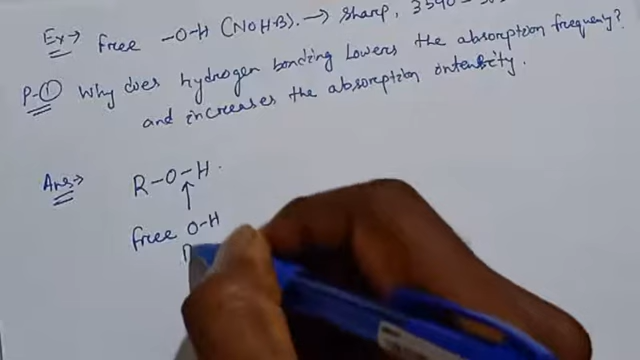 Ex→ Free -O-H (NOHB). → Sharp,
P-① Why does hydrogen bonding Lowers the absorption frequency?
and increases the absorption intensity.
Ans→ R-O-H.
↑
free O-H